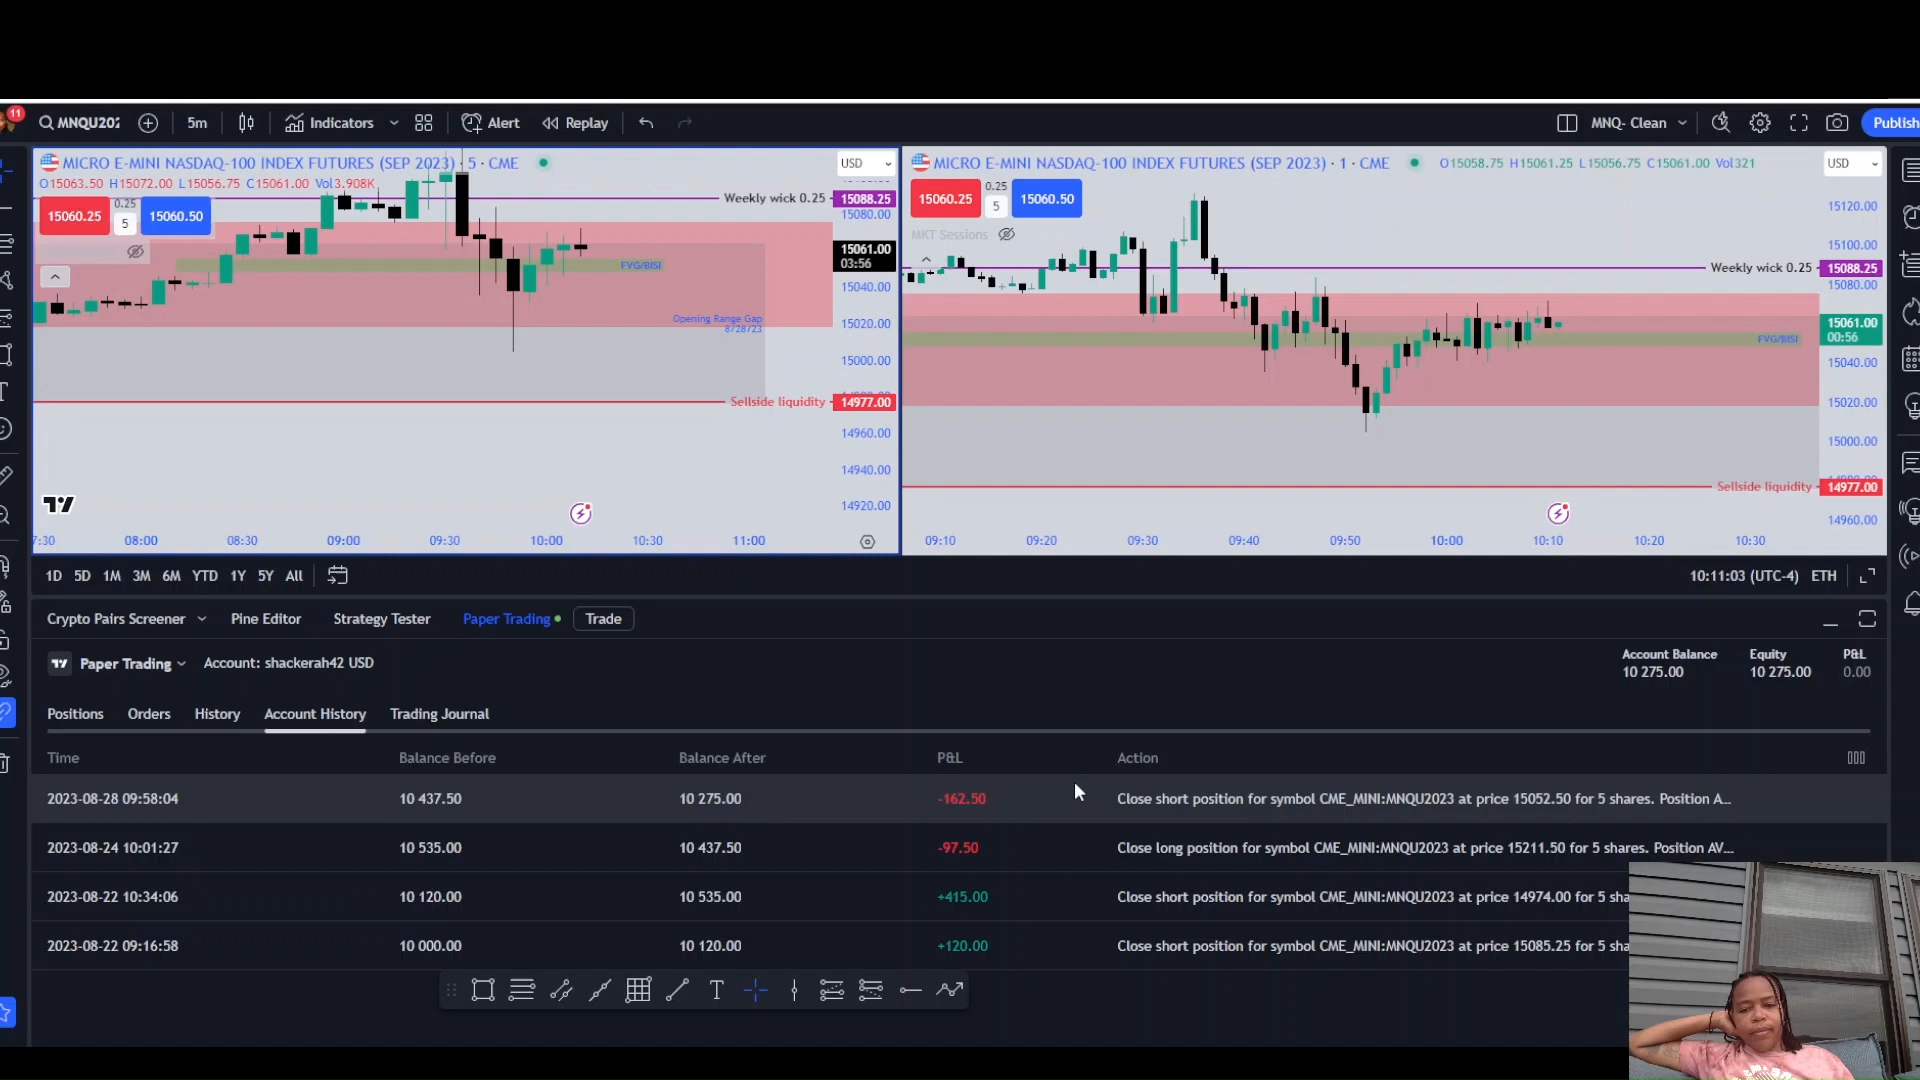 11
MNQU202
5m
Indicators
Alert
Replay
MNQ- Clean
Publish
MICRO E-MINI NASDAQ-100 INDEX FUTURES (SEP 2023) · 5 · CME
USD
O15063.50 H15072.00 L15056.75 C15061.00 Vol3.908K
15060.25
0.25
5
15060.50
Weekly wick 0.25
15088.25
15080.00
15061.00
03:56
FVG/BISI
15040.00
Opening Range Gap
8/28/23
15020.00
15000.00
Sellside liquidity
14977.00
14960.00
14940.00
14920.00
7:30 08:00 08:30 09:00 09:30 10:00 10:30 11:00
MICRO E-MINI NASDAQ-100 INDEX FUTURES (SEP 2023) · 1 · CME
O15058.75 H15061.25 L15056.75 C15061.00 Vol321
USD
15060.25
0.25
5
15060.50
MKT Sessions
15120.00
15100.00
Weekly wick 0.25
15088.25
15080.00
15061.00
00:56
FVG/BISI
15040.00
15020.00
15000.00
Sellside liquidity
14977.00
14960.00
09:10 09:20 09:30 09:40 09:50 10:00 10:10 10:20 10:30
1D 5D 1M 3M 6M YTD 1Y 5Y All
10:11:03 (UTC-4) ETH
Crypto Pairs Screener Pine Editor Strategy Tester Paper Trading Trade
Paper Trading Account: shackerah42 USD
Account Balance Equity P&L
10 275.00 10 275.00 0.00
Positions Orders History Account History Trading Journal
Time Balance Before Balance After P&L Action
2023-08-28 09:58:04 10 437.50 10 275.00 -162.50 Close short position for symbol CME_MINI:MNQU2023 at price 15052.50 for 5 shares. Position A...
2023-08-24 10:01:27 10 535.00 10 437.50 -97.50 Close long position for symbol CME_MINI:MNQU2023 at price 15211.50 for 5 shares. Position AV...
2023-08-22 10:34:06 10 120.00 10 535.00 +415.00 Close short position for symbol CME_MINI:MNQU2023 at price 14974.00 for 5 sha
2023-08-22 09:16:58 10 000.00 10 120.00 +120.00 Close short position for symbol CME_MINI:MNQU2023 at price 15085.25 for 5 sha